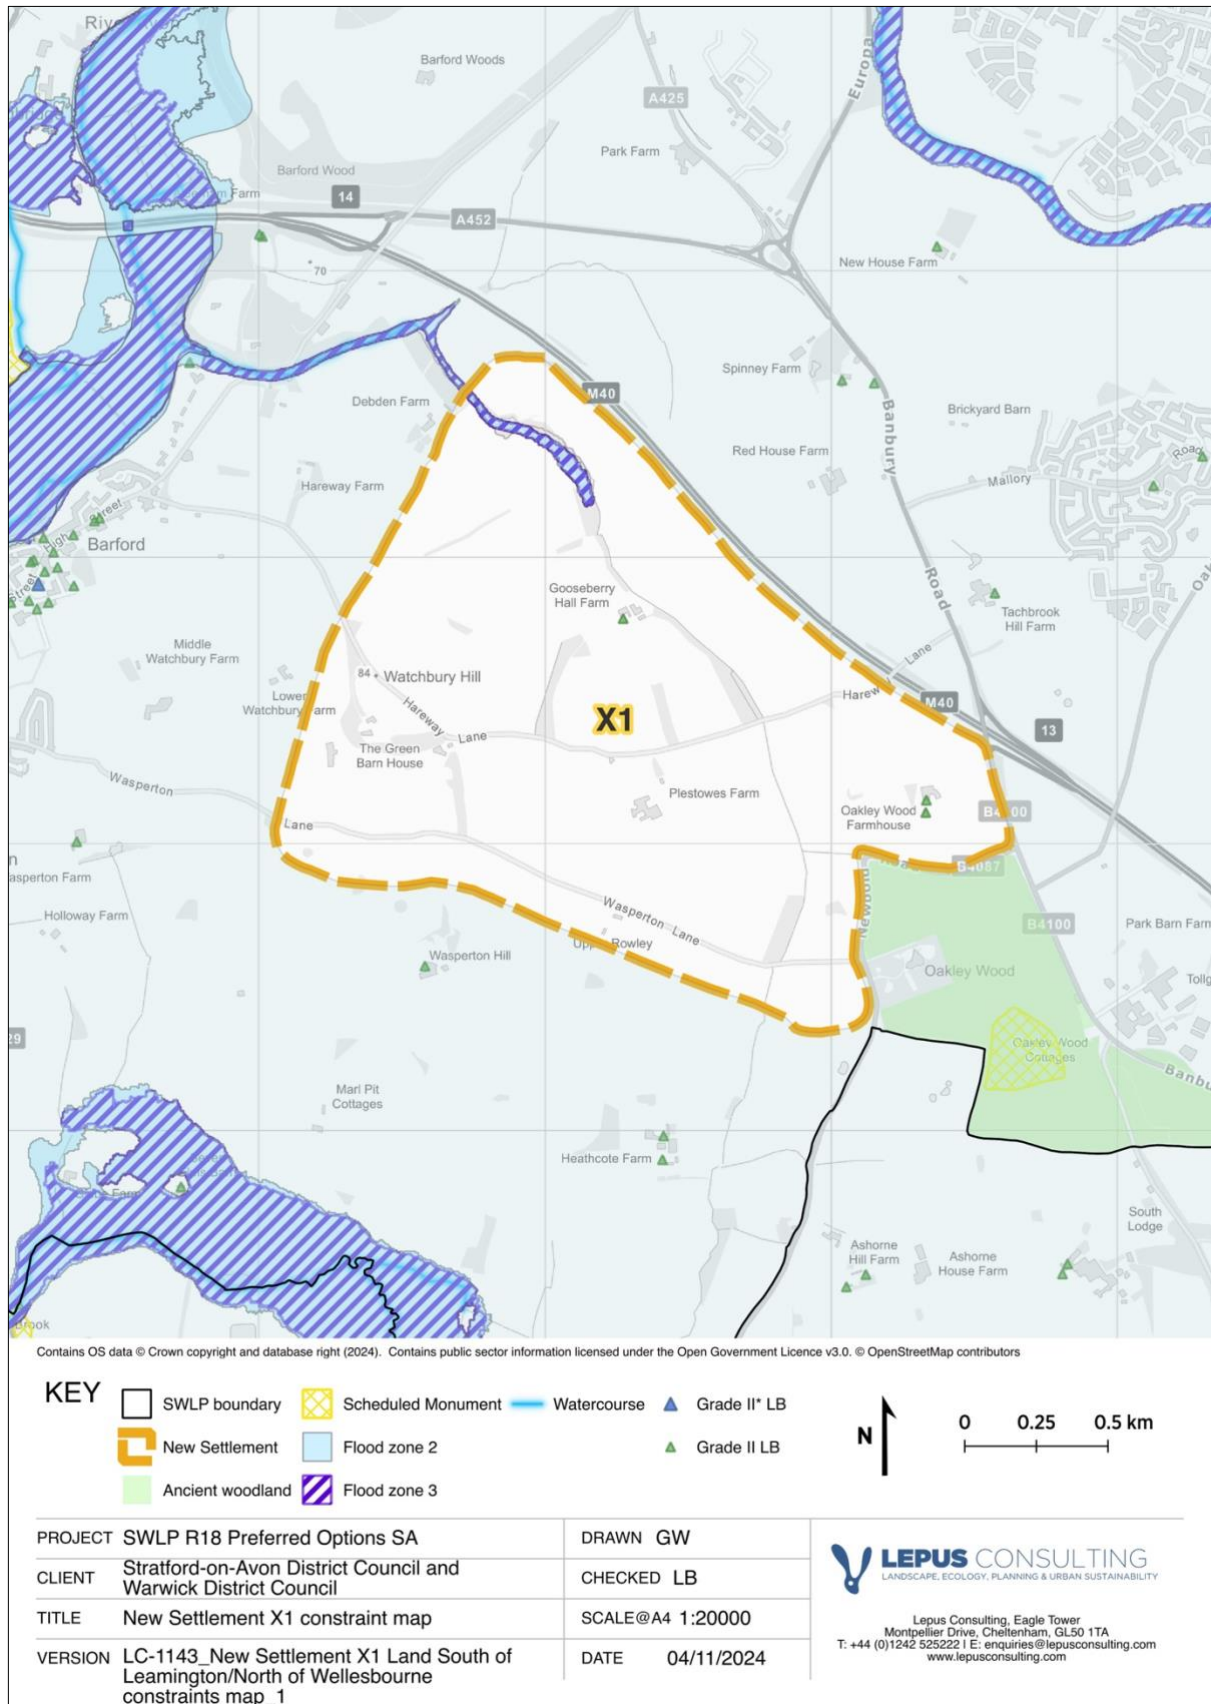 Barford Woods
A425
Europa
Park Farm
Barford Wood
14
A452
New House Farm
70
Spinney Farm
M40
Debden Farm
Banbury
Brickyard Barn
Red House Farm
Road
Mallory
Hareway Farm
High Street
Barford
Street
Road
Gooseberry
Hall Farm
Tachbrook
Hill Farm
Middle
Watchbury Farm
84
Watchbury Hill
Lane
Lower
Watchbury Farm
M40
X1
Hareway
Lane
13
The Green
Barn House
Wasperton
Plestowes Farm
Oakley Wood
Farmhouse
Lane
B4100
B4087
Wasperton Farm
Holloway Farm
Wasperton Lane
Newbold
B4100
Park Barn Farm
Upper Rowley
Wasperton Hill
Oakley Wood
29
Oakley Wood
Cottages
Marl Pit
Cottages
Heathcote Farm
South
Lodge
Ashorne
Hill Farm
Ashorne
House Farm
Brook
Contains OS data © Crown copyright and database right (2024). Contains public sector information licensed under the Open Government Licence v3.0. © OpenStreetMap contributors
KEY
SWLP boundary
Scheduled Monument
Watercourse
Grade II* LB
New Settlement
Flood zone 2
Grade II LB
Ancient woodland
Flood zone 3
N
0 0.25 0.5 km
PROJECT SWLP R18 Preferred Options SA
DRAWN GW
CLIENT Stratford-on-Avon District Council and
Warwick District Council
CHECKED LB
TITLE New Settlement X1 constraint map
SCALE@A4 1:20000
VERSION LC-1143_New Settlement X1 Land South of
Leamington/North of Wellesbourne
constraints map_1
DATE 04/11/2024
LEPUS CONSULTING
LANDSCAPE, ECOLOGY, PLANNING & URBAN SUSTAINABILITY
Lepus Consulting, Eagle Tower
Montpellier Drive, Cheltenham, GL50 1TA
T: +44 (0)1242 525222 | E: enquiries@lepusconsulting.com
www.lepusconsulting.com